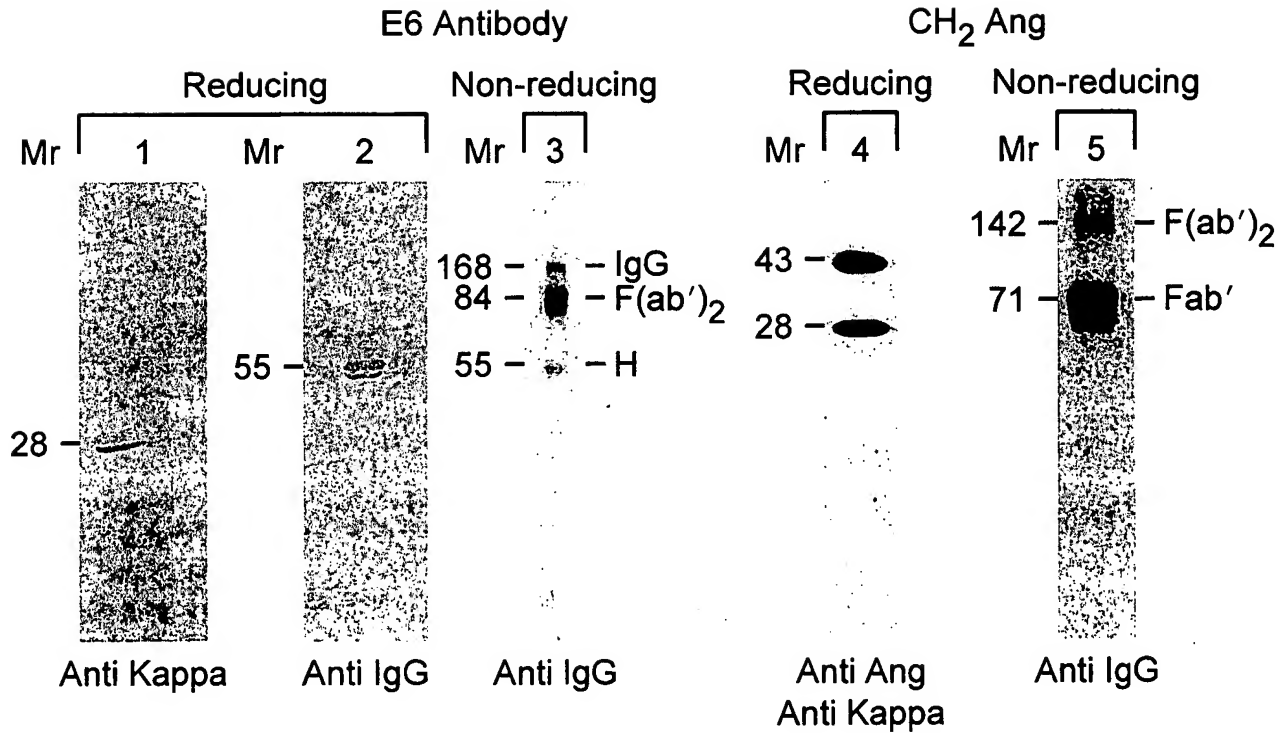 E6 Antibody
CH2 Ang
Reducing
Non-reducing
Reducing
Non-reducing
Mr 1 Mr 2 Mr 3 Mr 4 Mr 5
28
55
168 IgG
84 F(ab′)2
55 H
43
28
142 F(ab′)2
71 Fab′
Anti Kappa
Anti IgG
Anti IgG
Anti Ang
Anti Kappa
Anti IgG